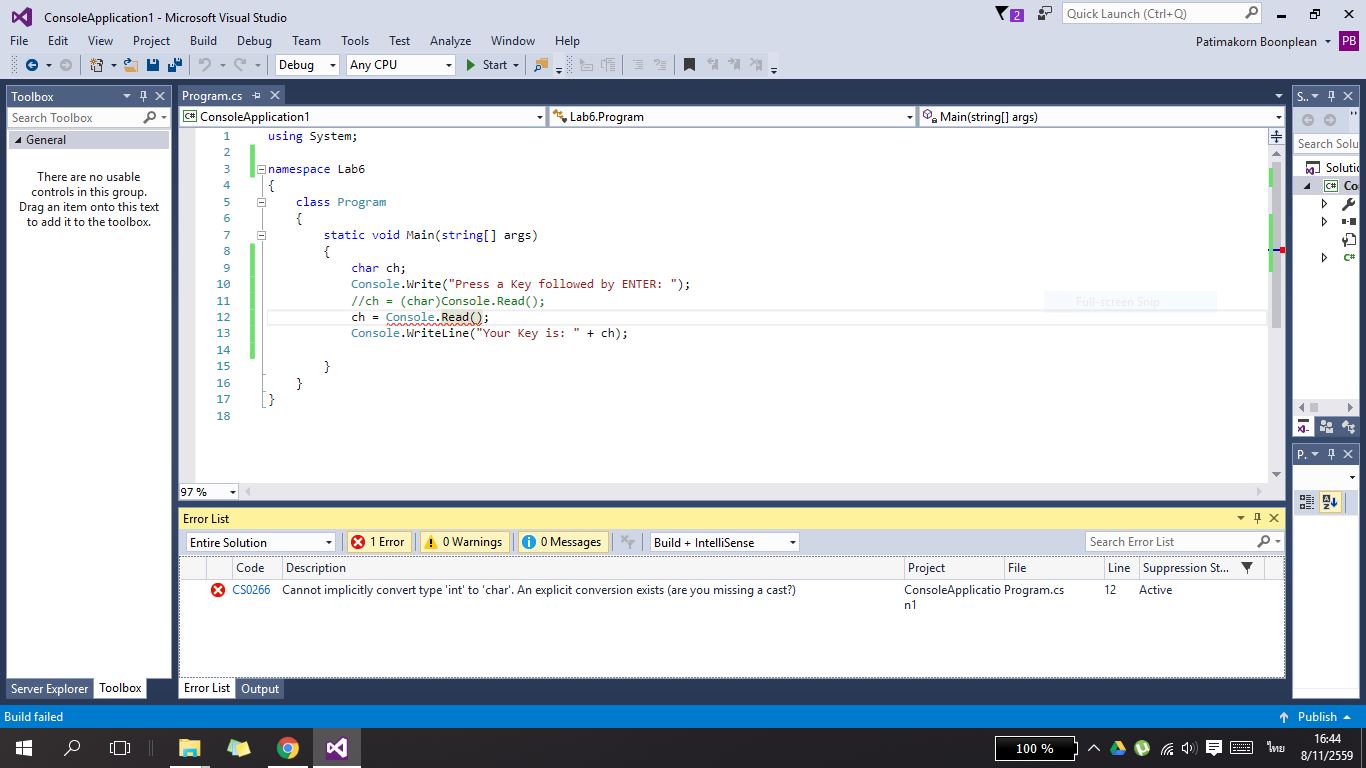 ConsoleApplication1 - Microsoft Visual Studio
2
Quick Launch (Ctrl+Q)
File Edit View Project Build Debug Team Tools Test Analyze Window Help
Patimakorn Boonplean PB
Debug Any CPU Start
Toolbox
Search Toolbox
General
There are no usable
controls in this group.
Drag an item onto this text
to add it to the toolbox.
Server Explorer Toolbox
Program.cs
C# ConsoleApplication1 Lab6.Program Main(string[] args)
1 using System;
2
3 namespace Lab6
4 {
5 class Program
6 {
7 static void Main(string[] args)
8 {
9 char ch;
10 Console.Write("Press a Key followed by ENTER: ");
11 //ch = (char)Console.Read();
12 ch = Console.Read();
13 Console.WriteLine("Your Key is: " + ch);
14
15 }
16 }
17 }
18
Full-screen Snip
97 %
S..
Search Solu
Soluti
C# Co
C#
P.
Error List
Entire Solution 1 Error 0 Warnings 0 Messages Build + IntelliSense Search Error List
Code Description Project File Line Suppression St...
CS0266 Cannot implicitly convert type 'int' to 'char'. An explicit conversion exists (are you missing a cast?) ConsoleApplicatio Program.cs 12 Active
n1
Error List Output
Build failed
Publish
100 %
ไทย
16:44
8/11/2559